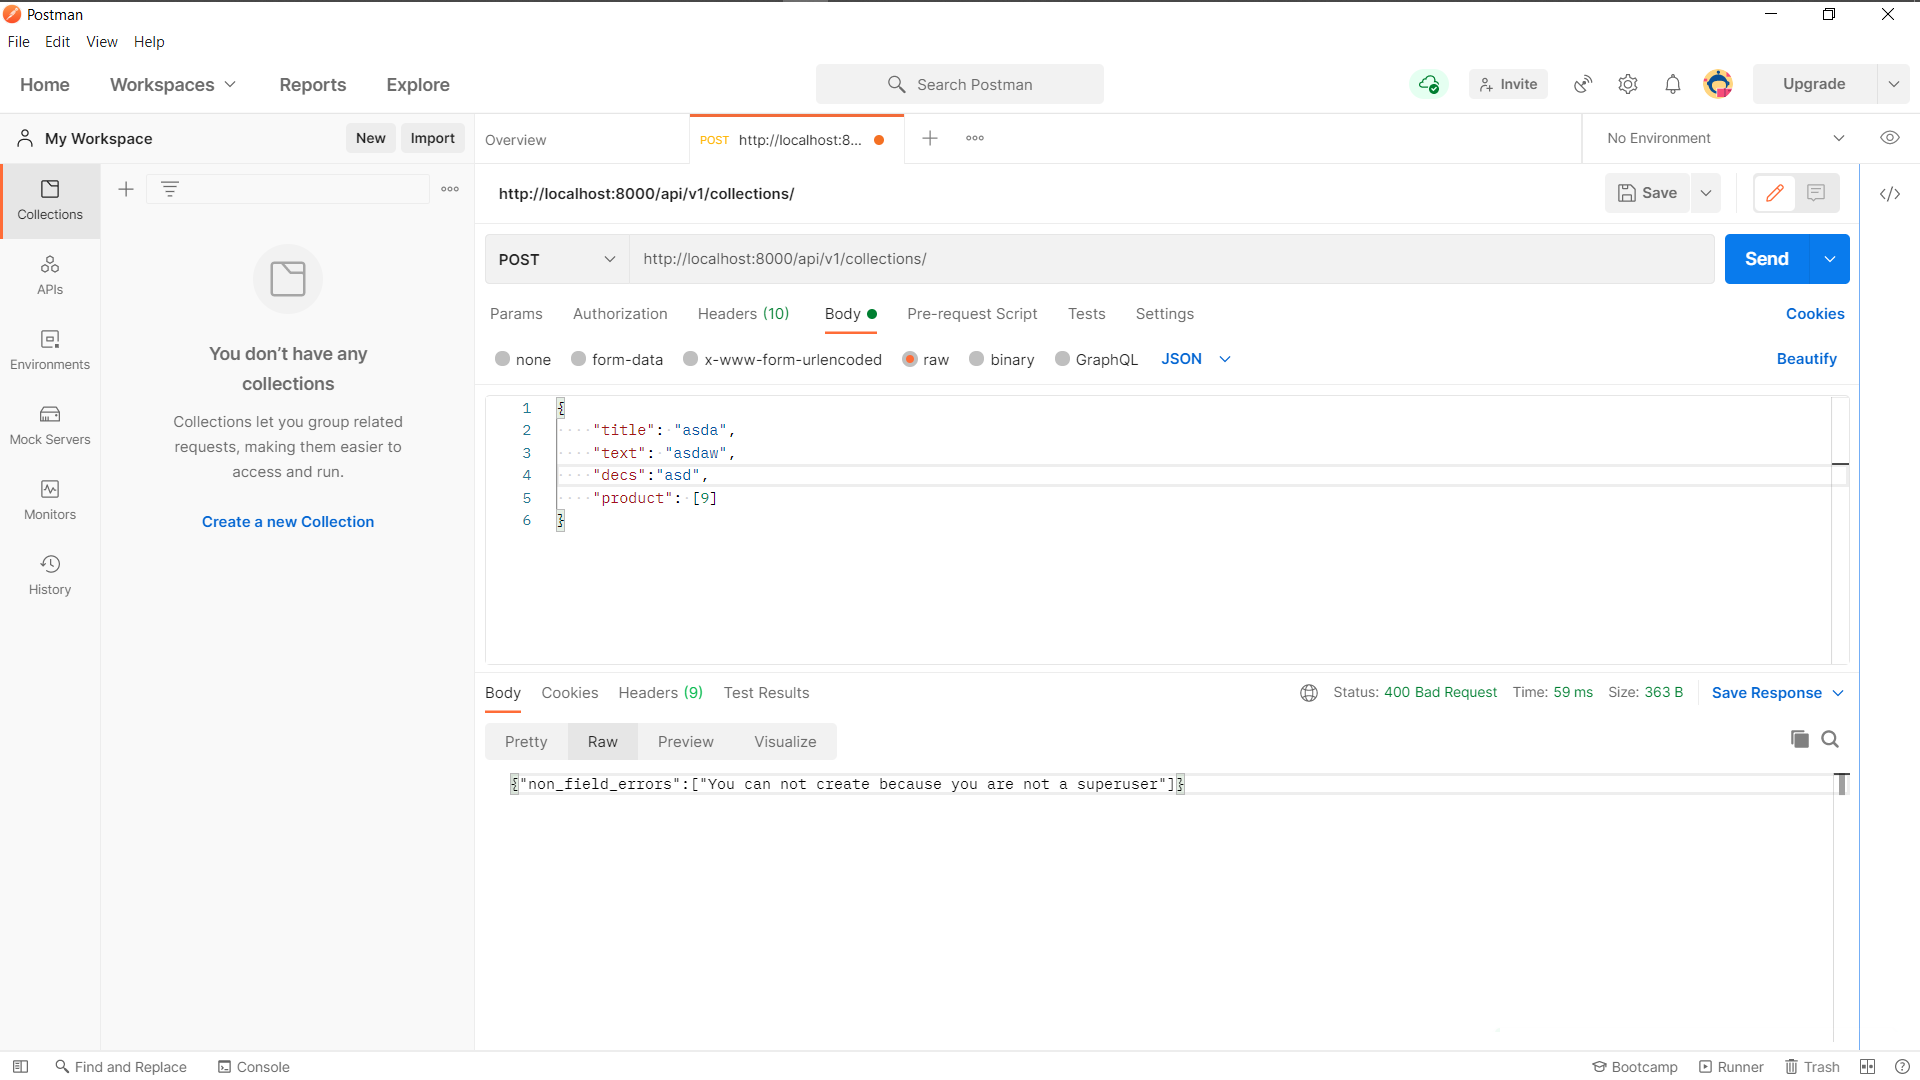 Postman
File Edit View Help
Home Workspaces Reports Explore Search Postman Invite Upgrade
My Workspace New Import Overview POST http://localhost:8... No Environment
Collections
APIs
Environments
Mock Servers
Monitors
History
You don’t have any
collections
Collections let you group related
requests, making them easier to
access and run.
Create a new Collection
http://localhost:8000/api/v1/collections/ Save
POST http://localhost:8000/api/v1/collections/ Send
Params Authorization Headers (10) Body Pre-request Script Tests Settings Cookies
none form-data x-www-form-urlencoded raw binary GraphQL JSON Beautify
1 {
2 "title": "asda",
3 "text": "asdaw",
4 "decs":"asd",
5 "product": [9]
6 }
Body Cookies Headers (9) Test Results Status: 400 Bad Request Time: 59 ms Size: 363 B Save Response
Pretty Raw Preview Visualize
{"non_field_errors":["You can not create because you are not a superuser"]}
Find and Replace Console Bootcamp Runner Trash